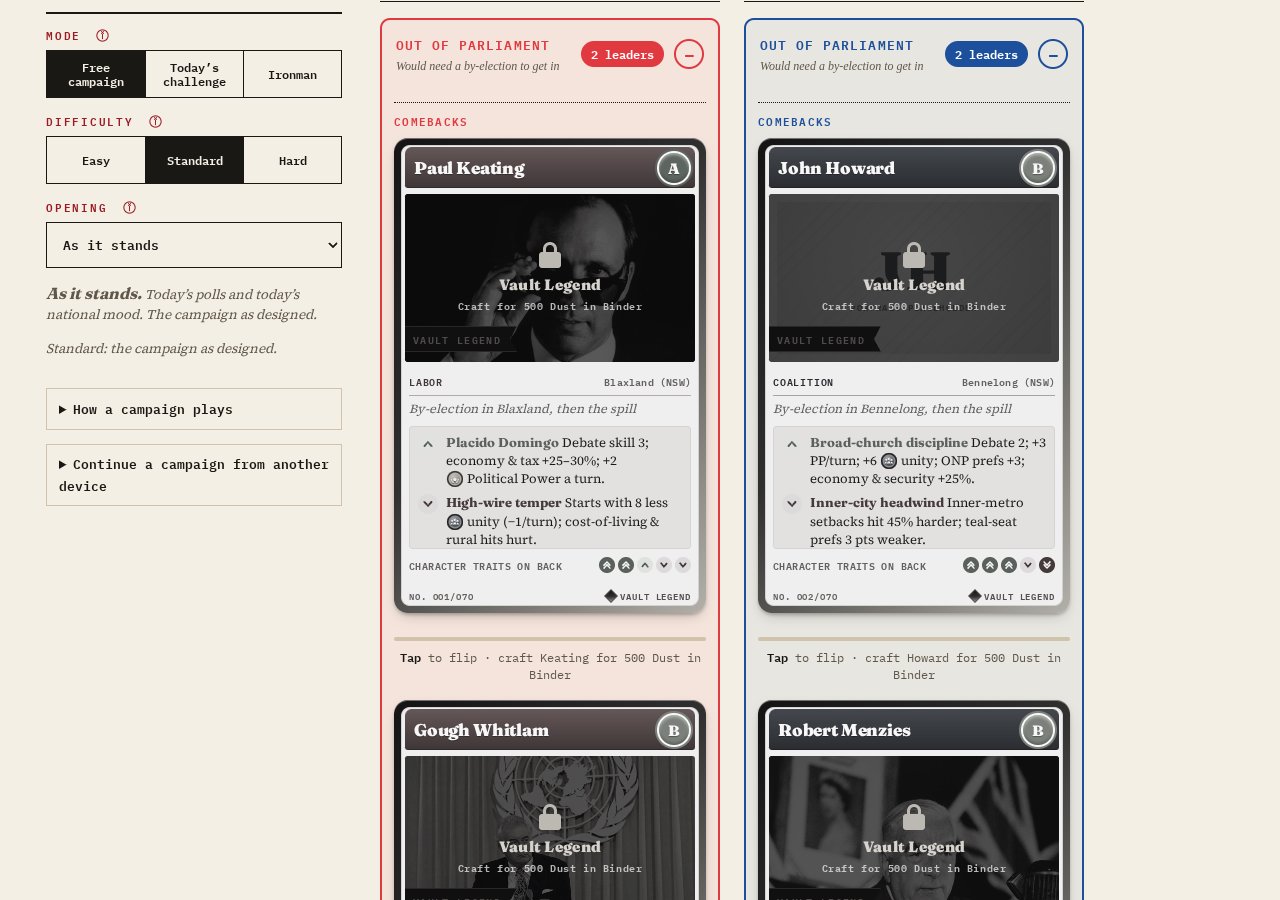 MODE
Free campaign
Today's challenge
Ironman
DIFFICULTY
Easy
Standard
Hard
OPENING
As it stands
As it stands. Today's polls and today's
national mood. The campaign as designed.
Standard: the campaign as designed.
How a campaign plays
Continue a campaign from another
device
OUT OF PARLIAMENT
Would need a by-election to get in
2 leaders
COMEBACKS
Paul Keating
A
Vault Legend
Craft for 500 Dust in Binder
VAULT LEGEND
LABOR
Blaxland (NSW)
By-election in Blaxland, then the spill
Placido Domingo Debate skill 3;
economy & tax +25–30%; +2
Political Power a turn.
High-wire temper Starts with 8 less
unity (−1/turn); cost-of-living &
rural hits hurt.
CHARACTER TRAITS ON BACK
NO. 001/070
VAULT LEGEND
Tap to flip · craft Keating for 500 Dust in
Binder
Gough Whitlam
B
Vault Legend
Craft for 500 Dust in Binder
OUT OF PARLIAMENT
Would need a by-election to get in
2 leaders
COMEBACKS
John Howard
B
JH
Vault Legend
Craft for 500 Dust in Binder
VAULT LEGEND
COALITION
Bennelong (NSW)
By-election in Bennelong, then the spill
Broad-church discipline Debate 2; +3
PP/turn; +6 unity; ONP prefs +3;
economy & security +25%.
Inner-city headwind Inner-metro
setbacks hit 45% harder; teal-seat
prefs 3 pts weaker.
CHARACTER TRAITS ON BACK
NO. 002/070
VAULT LEGEND
Tap to flip · craft Howard for 500 Dust in
Binder
Robert Menzies
B
Vault Legend
Craft for 500 Dust in Binder